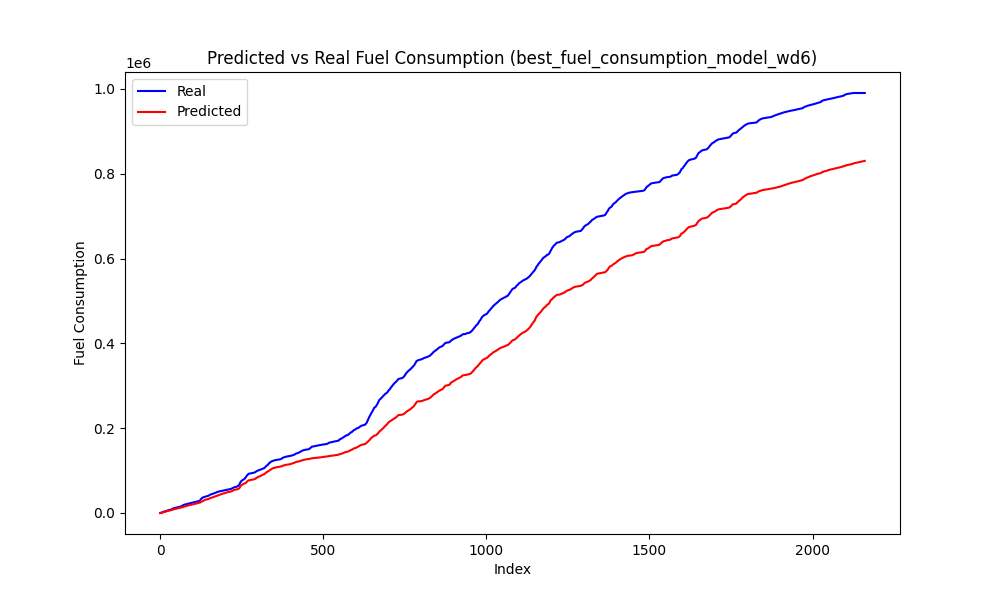 Predicted vs Real Fuel Consumption (best_fuel_consumption_model_wd6)
1e6
Real
Predicted
1.0
0.8
0.6
0.4
0.2
0.0
Fuel Consumption
0 500 1000 1500 2000
Index